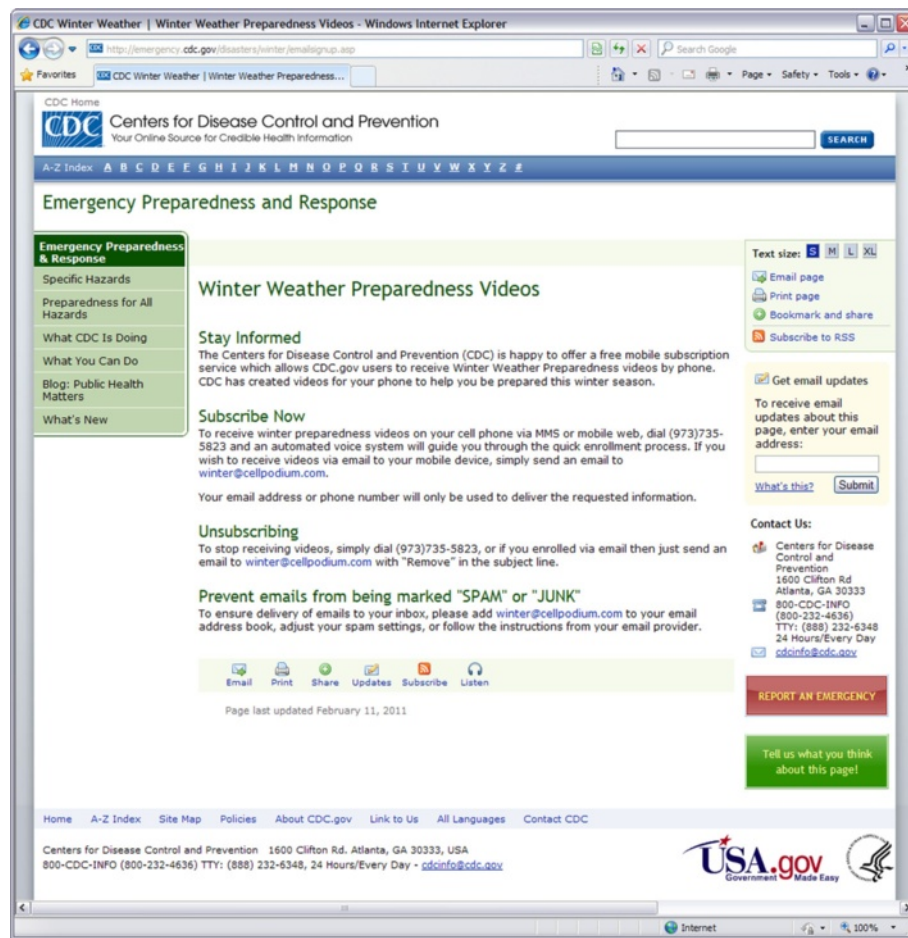 CDC Winter Weather | Winter Weather Preparedness Videos - Windows Internet Explorer
http://emergency.cdc.gov/disasters/winter/emailsignup.asp
Search Google
Favorites
CDC Winter Weather | Winter Weather Preparedness...
Page
Safety
Tools
CDC Home
CDC
Centers for Disease Control and Prevention
Your Online Source for Credible Health Information
SEARCH
A-Z Index A B C D E F G H I J K L M N O P Q R S T U V W X Y Z #
Emergency Preparedness and Response
Emergency Preparedness
& Response
Specific Hazards
Preparedness for All
Hazards
What CDC Is Doing
What You Can Do
Blog: Public Health
Matters
What's New
Winter Weather Preparedness Videos
Stay Informed
The Centers for Disease Control and Prevention (CDC) is happy to offer a free mobile subscription
service which allows CDC.gov users to receive Winter Weather Preparedness videos by phone.
CDC has created videos for your phone to help you be prepared this winter season.
Subscribe Now
To receive winter preparedness videos on your cell phone via MMS or mobile web, dial (973)735-
5823 and an automated voice system will guide you through the quick enrollment process. If you
wish to receive videos via email to your mobile device, simply send an email to
winter@cellpodium.com.
Your email address or phone number will only be used to deliver the requested information.
Unsubscribing
To stop receiving videos, simply dial (973)735-5823, or if you enrolled via email then just send an
email to winter@cellpodium.com with "Remove" in the subject line.
Prevent emails from being marked "SPAM" or "JUNK"
To ensure delivery of emails to your inbox, please add winter@cellpodium.com to your email
address book, adjust your spam settings, or follow the instructions from your email provider.
Email Print Share Updates Subscribe Listen
Page last updated February 11, 2011
Text size: S M L XL
Email page
Print page
Bookmark and share
Subscribe to RSS
Get email updates
To receive email
updates about this
page, enter your email
address:
What's this? Submit
Contact Us:
Centers for Disease
Control and
Prevention
1600 Clifton Rd
Atlanta, GA 30333
800-CDC-INFO
(800-232-4636)
TTY: (888) 232-6348
24 Hours/Every Day
cdcinfo@cdc.gov
REPORT AN EMERGENCY
Tell us what you think
about this page!
Home A-Z Index Site Map Policies About CDC.gov Link to Us All Languages Contact CDC
Centers for Disease Control and Prevention 1600 Clifton Rd. Atlanta, GA 30333, USA
800-CDC-INFO (800-232-4636) TTY: (888) 232-6348, 24 Hours/Every Day - cdcinfo@cdc.gov
USA.gov
Government Made Easy
Internet
100%